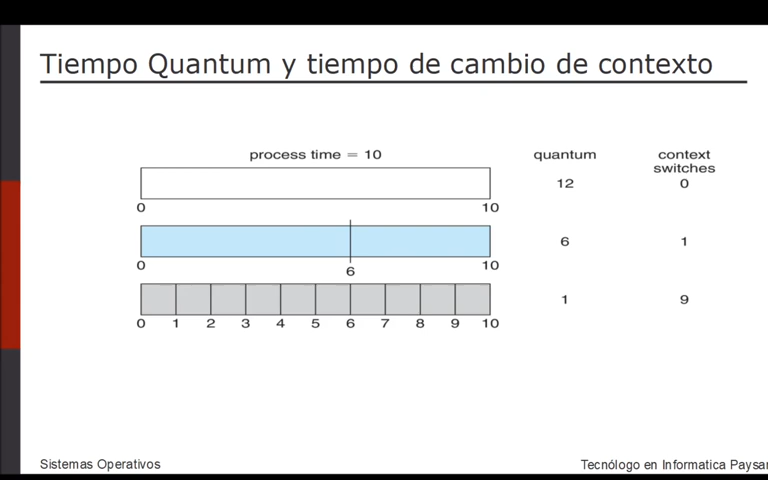 Tiempo Quantum y tiempo de cambio de contexto
process time = 10 quantum context switches
12 0
0 10
6 1
0 6 10
1 9
0 1 2 3 4 5 6 7 8 9 10
Sistemas Operativos Tecnólogo en Informatica Paysan